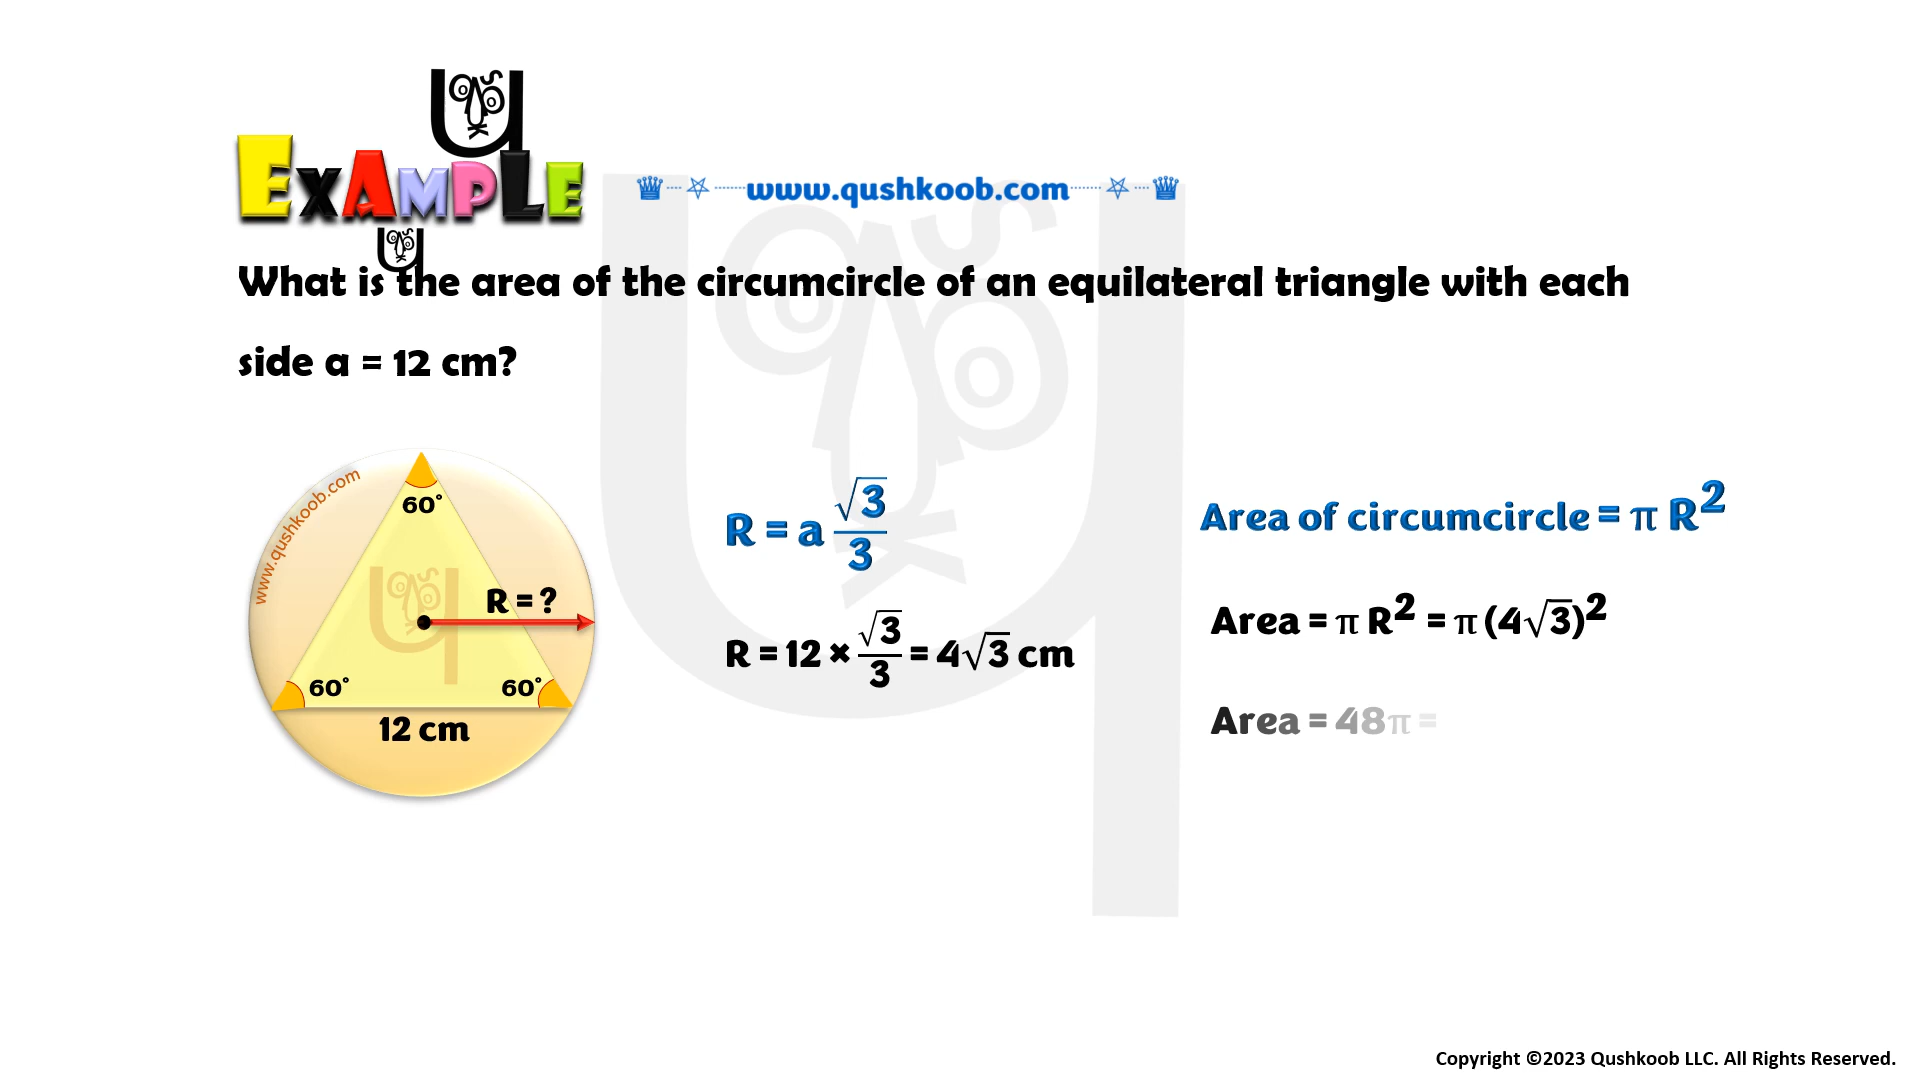 ExAMPLE
www.qushkoob.com
What is the area of the circumcircle of an equilateral triangle with each
side a = 12 cm?
www.qushkoob.com
60°
R = ?
60°
60°
12 cm
R = a √3/3
R = 12 × √3/3 = 4√3 cm
Area of circumcircle = π R²
Area = π R² = π (4√3)²
Area = 48π =
Copyright ©2023 Qushkoob LLC. All Rights Reserved.